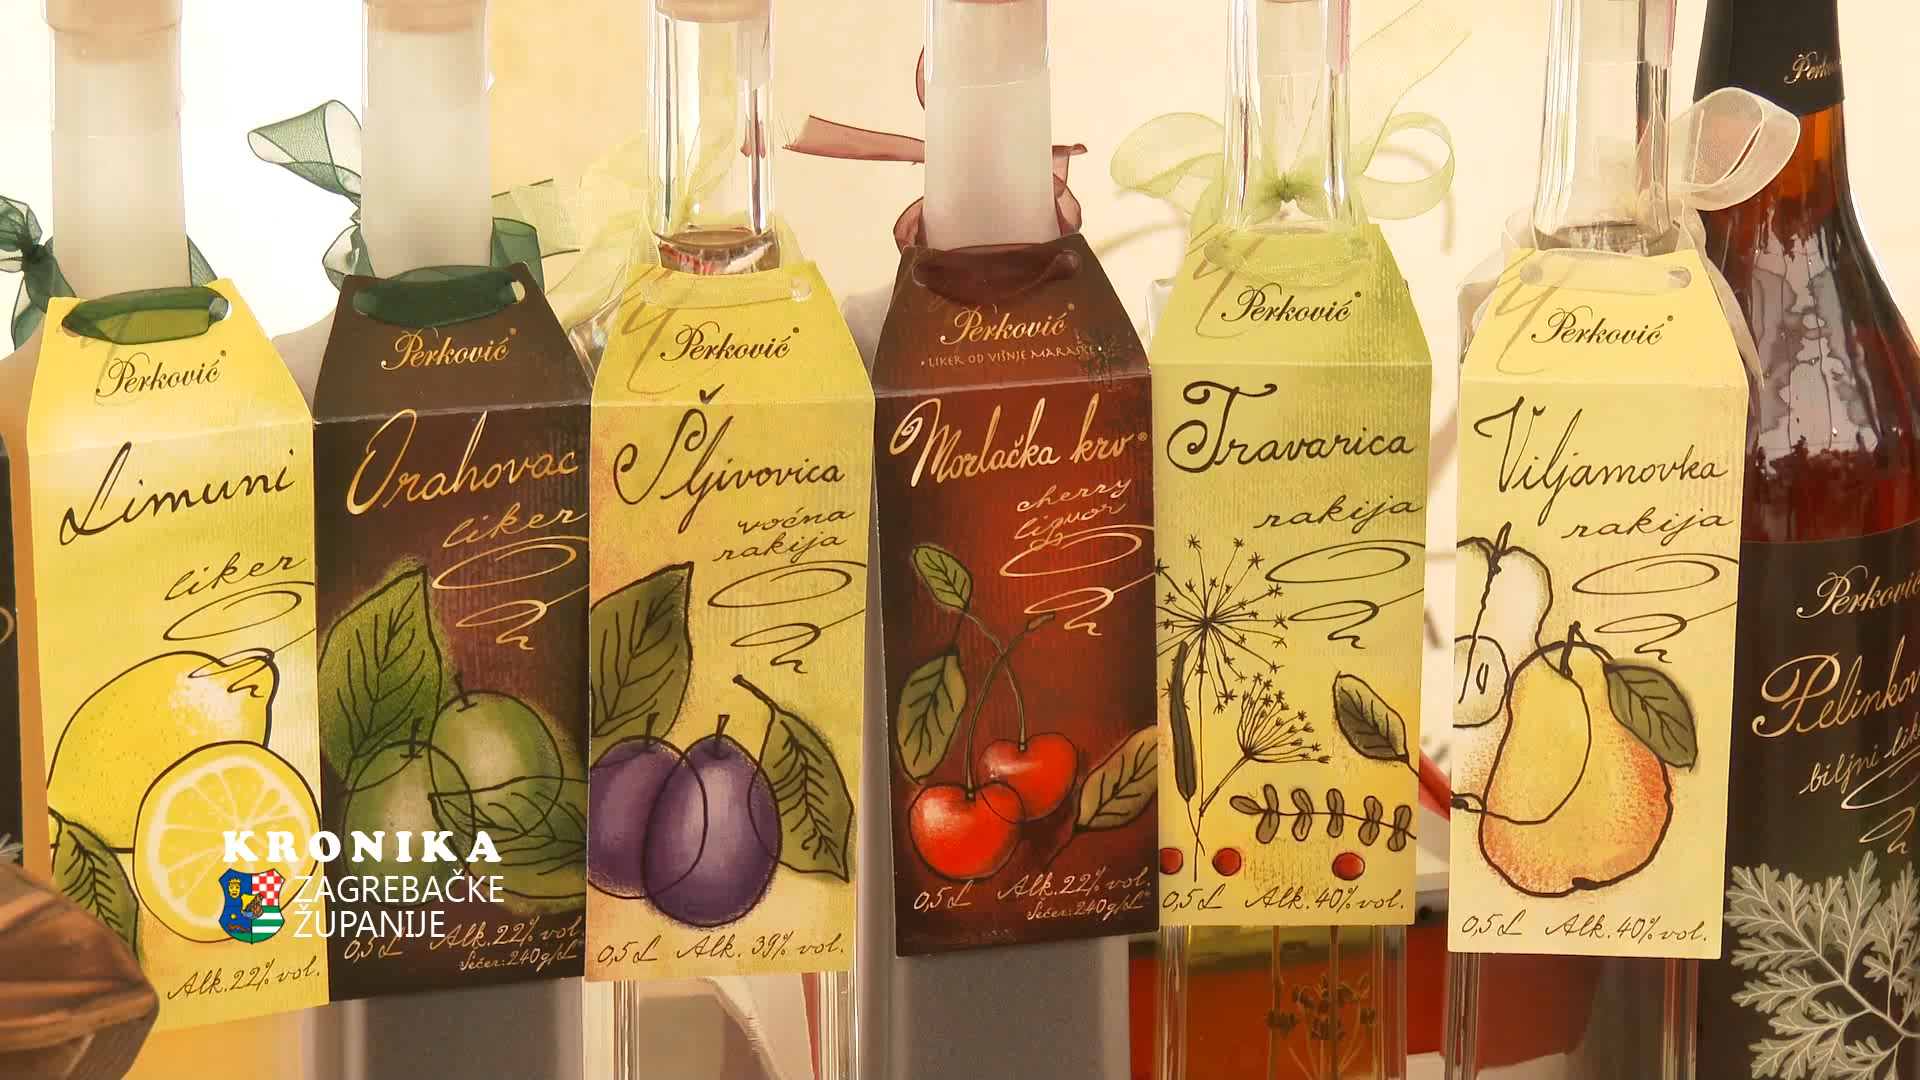 Perković
Limuni
liker
Alk. 22% vol.
Perković
Orahovac
liker
0,5 L Alk. 22% vol.
Šećer: 240g/L
Perković
Šljivovica
voćna
rakija
0,5 L Alk. 39% vol.
Perković
• LIKER OD VIŠNJE MARASKE •
Morlačka krv®
cherry
liquor
0,5 L Alk. 22% vol.
Šećer: 240g/L
Perković
Travarica
rakija
0,5 L Alk. 40% vol.
Perković
Viljamovka
rakija
0,5 L Alk. 40% vol.
Perković
Pelinkov
biljni lik
KRONIKA
ZAGREBAČKE
ŽUPANIJE